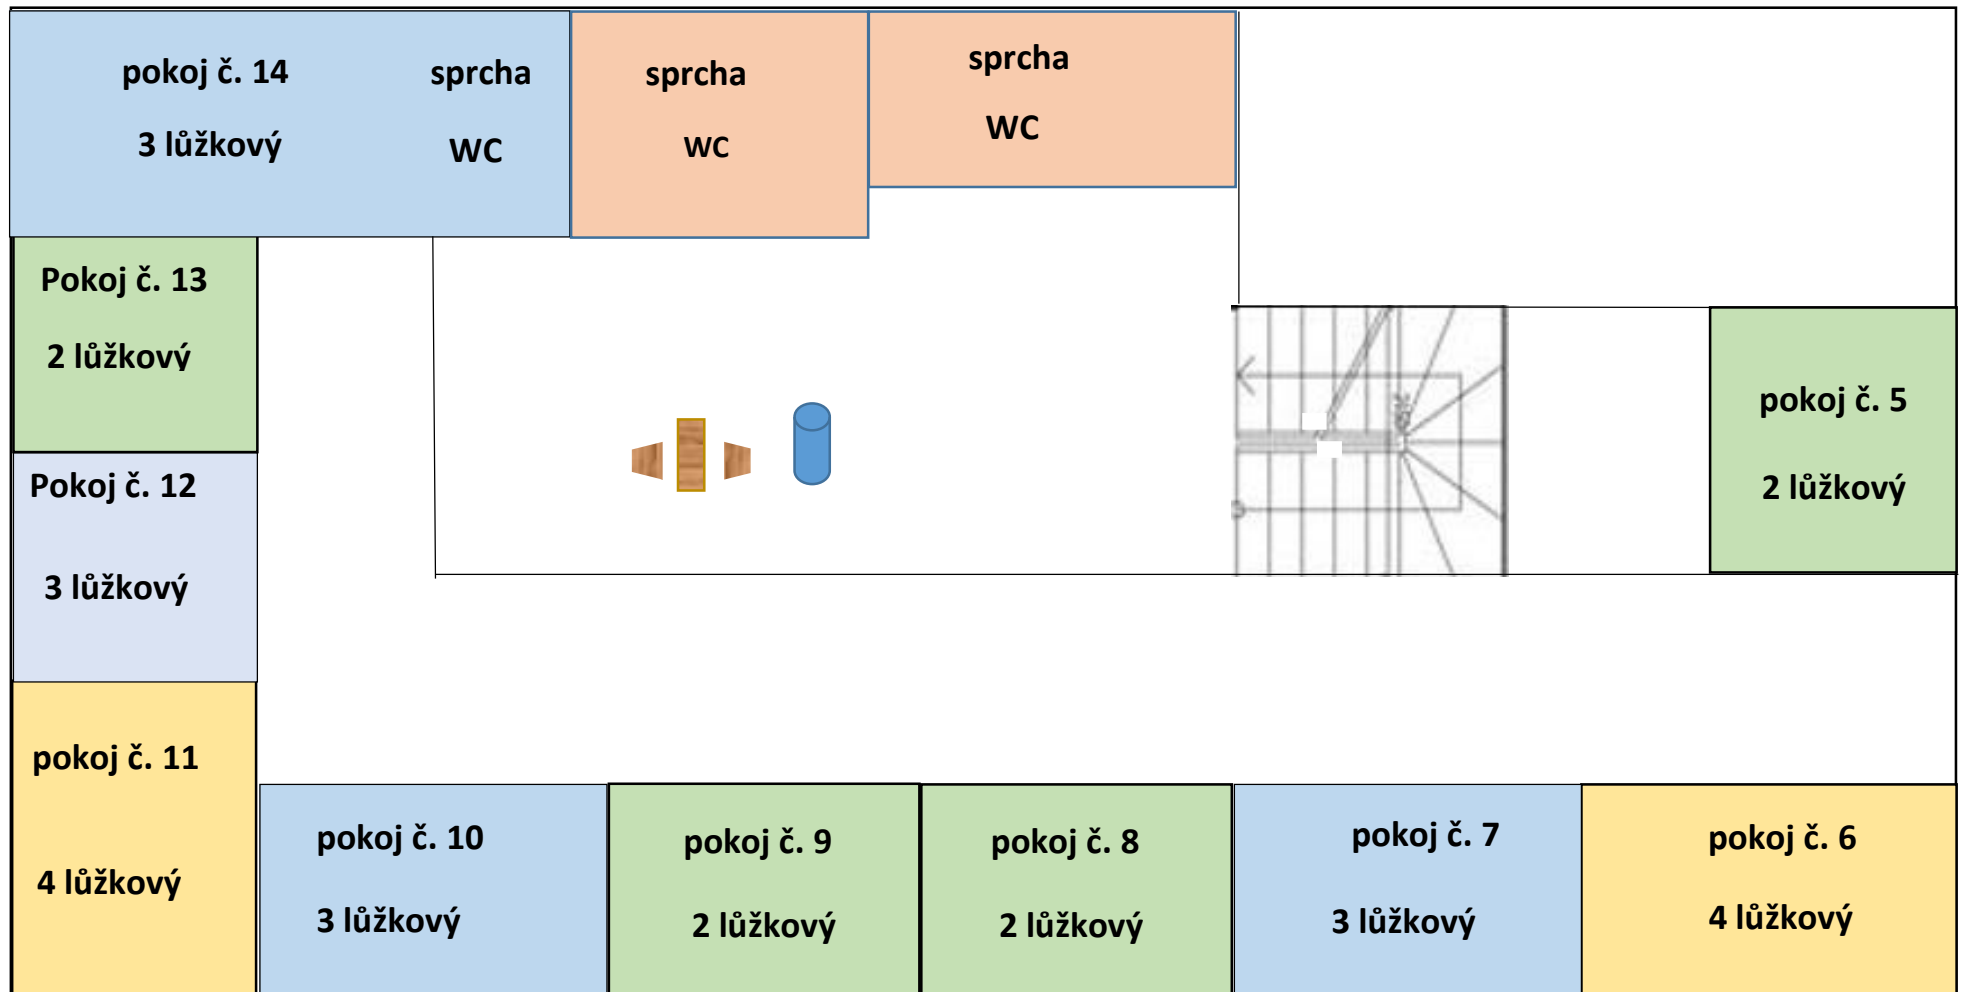 pokoj č. 14
3 lůžkový
sprcha
WC
sprcha
WC
sprcha
WC
Pokoj č. 13
2 lůžkový
Pokoj č. 12
3 lůžkový
pokoj č. 11
4 lůžkový
pokoj č. 10
3 lůžkový
pokoj č. 9
2 lůžkový
pokoj č. 8
2 lůžkový
pokoj č. 7
3 lůžkový
pokoj č. 6
4 lůžkový
pokoj č. 5
2 lůžkový